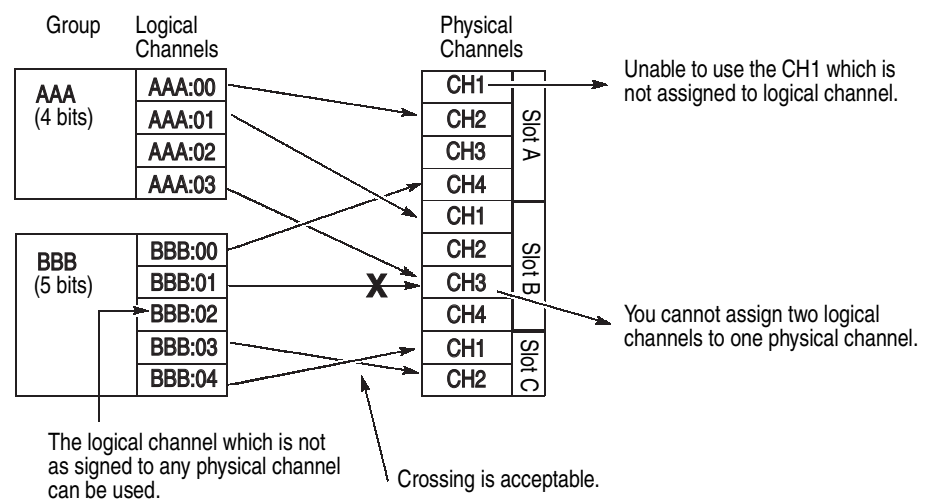 Group
Logical
Channels
Physical
Channels
AAA
(4 bits)
AAA:00
AAA:01
AAA:02
AAA:03
BBB
(5 bits)
BBB:00
BBB:01
BBB:02
BBB:03
BBB:04
X
CH1
CH2
CH3
CH4
Slot A
CH1
CH2
CH3
CH4
Slot B
CH1
CH2
Slot C
Unable to use the CH1 which is
not assigned to logical channel.
You cannot assign two logical
channels to one physical channel.
The logical channel which is not
as signed to any physical channel
can be used.
Crossing is acceptable.